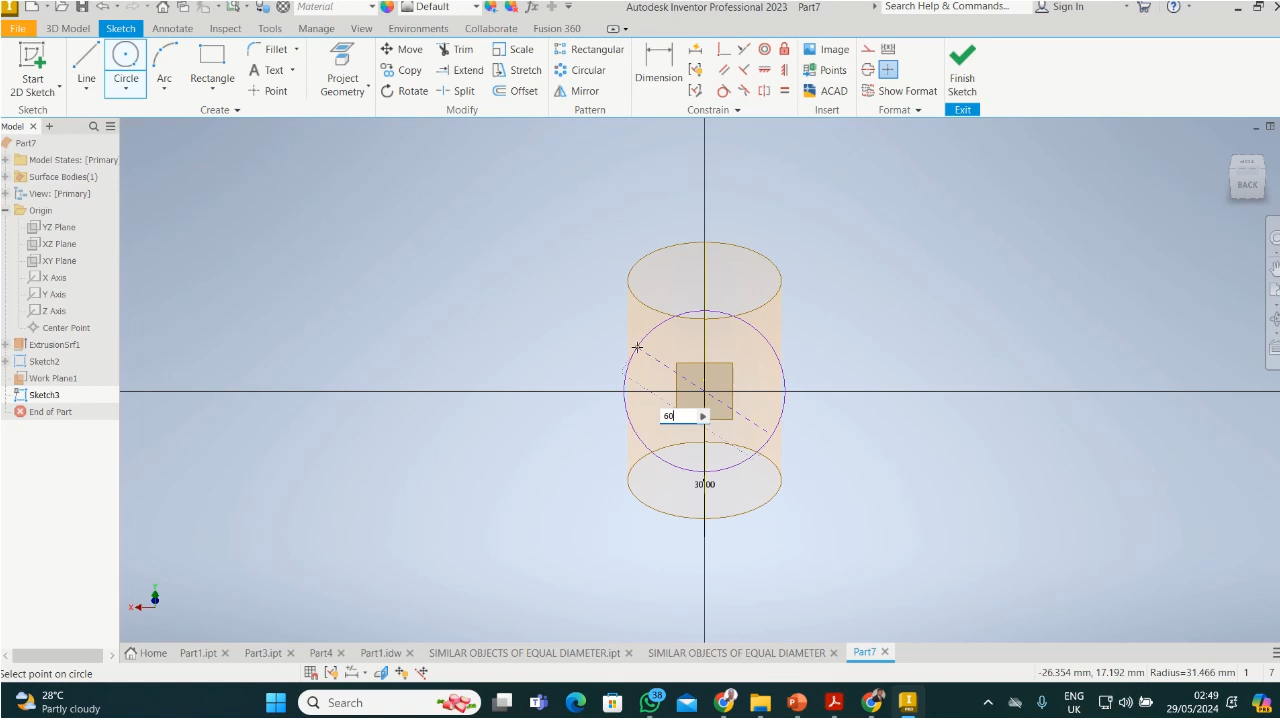 Material Default Autodesk Inventor Professional 2023 Part7 Search Help & Commands... Sign In
File 3D Model Sketch Annotate Inspect Tools Manage View Environments Collaborate Fusion 360
Start 2D Sketch Line Circle Arc Rectangle Fillet Text Point Project Geometry Move Copy Rotate Trim Extend Split Scale Stretch Offset Rectangular Circular Mirror Dimension Image Points ACAD Show Format Finish Sketch
Sketch Create Modify Pattern Constrain Insert Format Exit
Model
Part7
Model States: [Primary]
Surface Bodies(1)
View: [Primary]
Origin
YZ Plane
XZ Plane
XY Plane
X Axis
Y Axis
Z Axis
Center Point
ExtrusionSrf1
Sketch2
Work Plane1
Sketch3
End of Part
BACK
60
X
Home Part1.ipt Part3.ipt Part4 Part1.idw SIMILAR OBJECTS OF EQUAL DIAMETER.ipt SIMILAR OBJECTS OF EQUAL DIAMETER Part7
Select point on circle -26.354 mm, 17.192 mm Radius=31.466 mm 1 7
28°C
Partly cloudy
Search
38
ENG
UK
02:49
29/05/2024